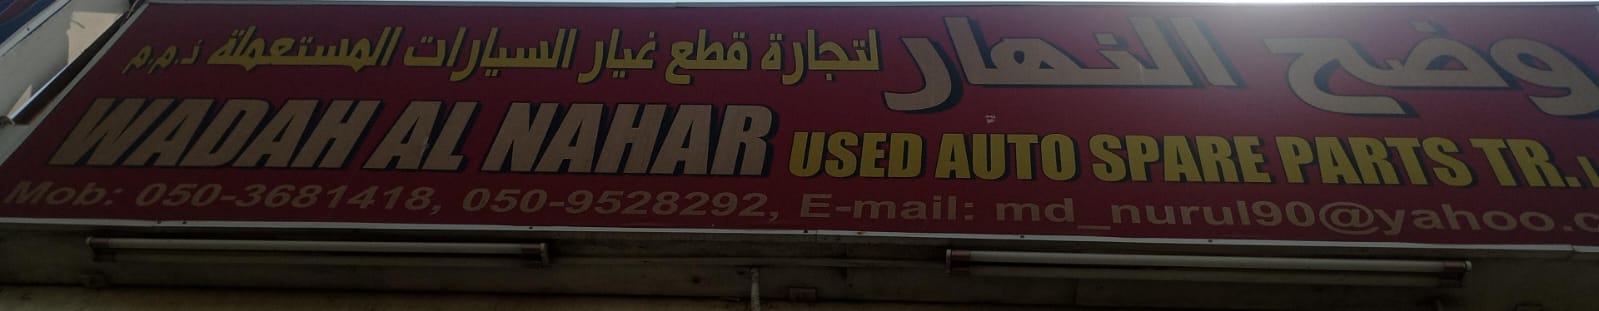 وضح النهار لتجارة قطع غيار السيارات المستعملة ذ.م.م
WADAH AL NAHAR USED AUTO SPARE PARTS TR.
Mob: 050-3681418, 050-9528292, E-mail: md_nurul90@yahoo.c